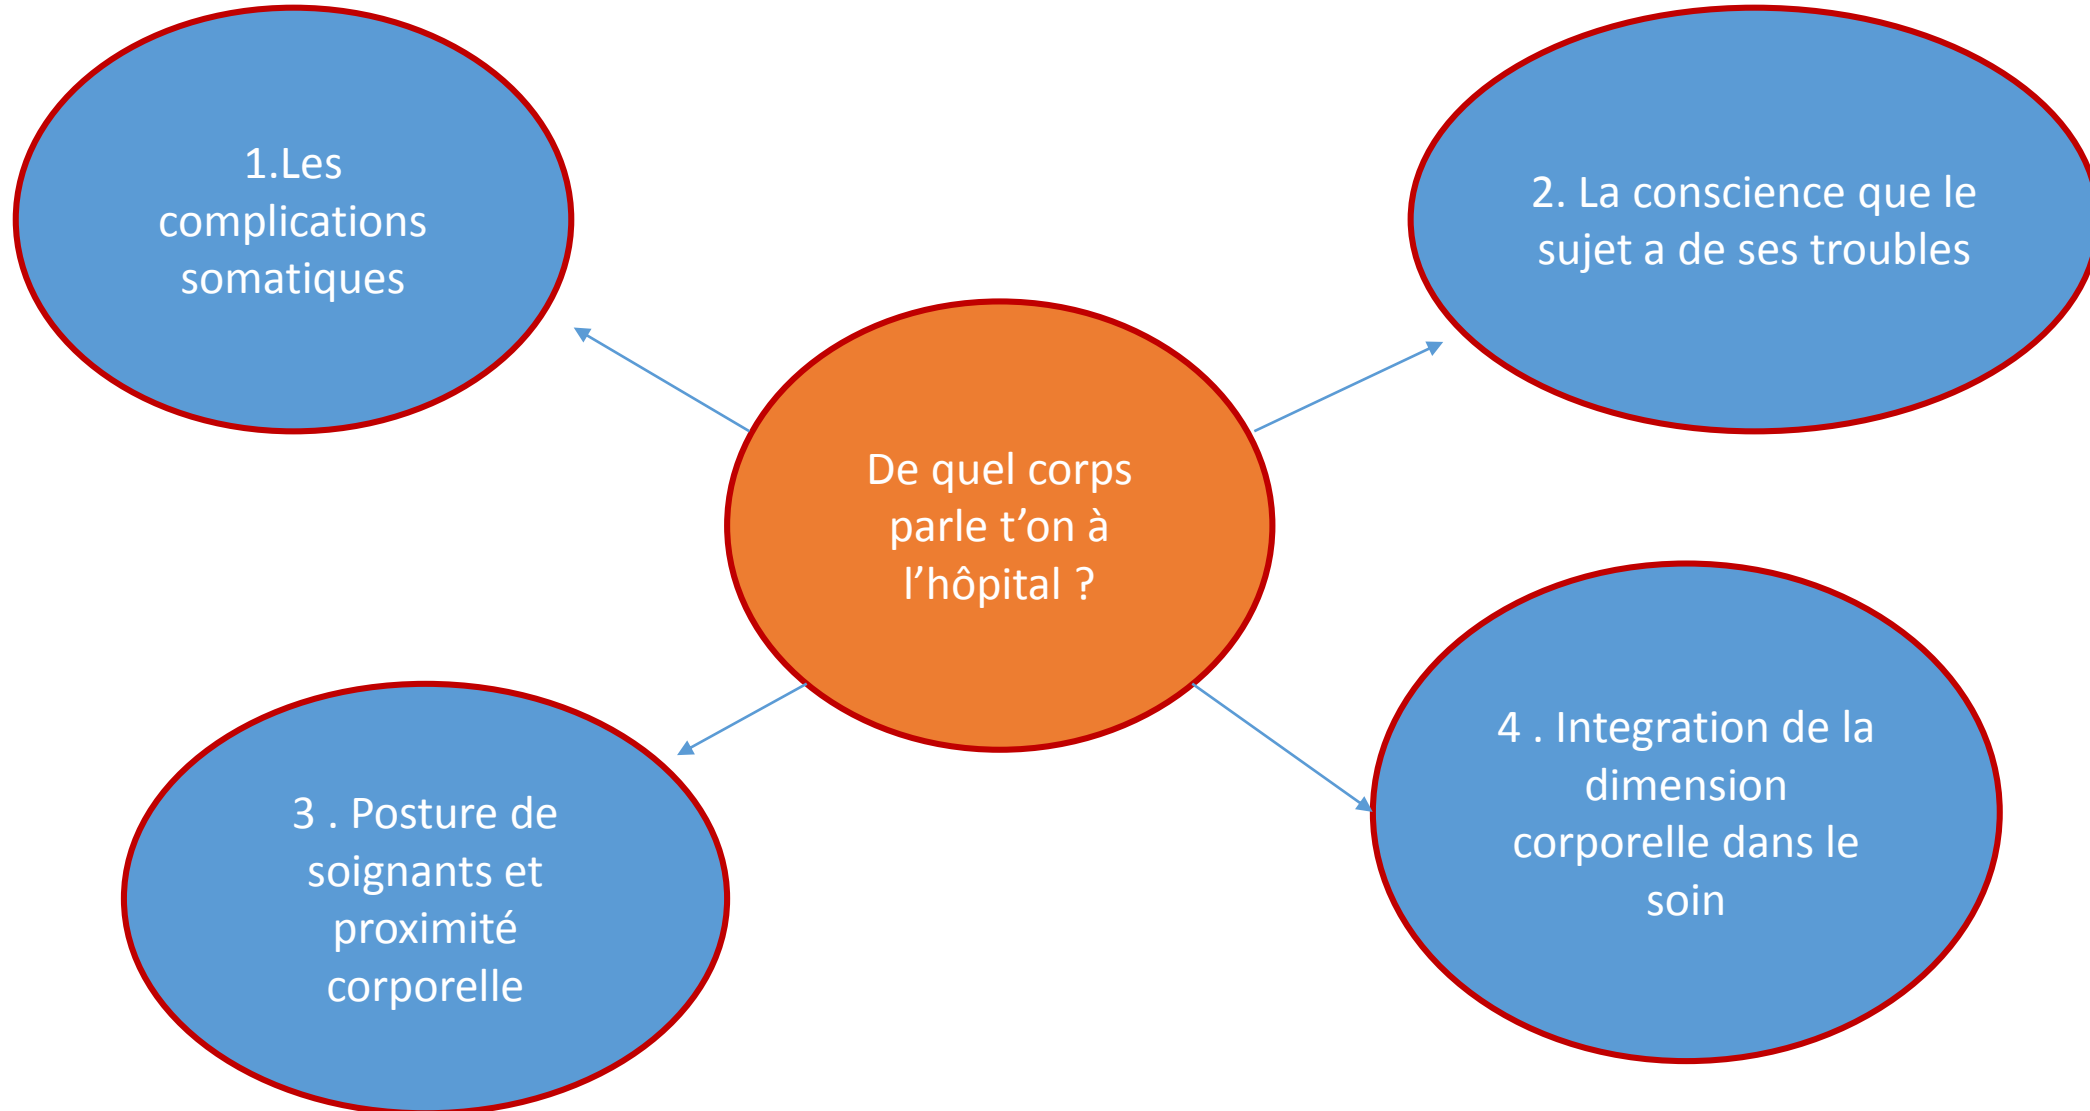 1.Les
complications
somatiques
2. La conscience que le
sujet a de ses troubles
De quel corps
parle t’on à
l’hôpital ?
3 . Posture de
soignants et
proximité
corporelle
4 . Integration de la
dimension
corporelle dans le
soin